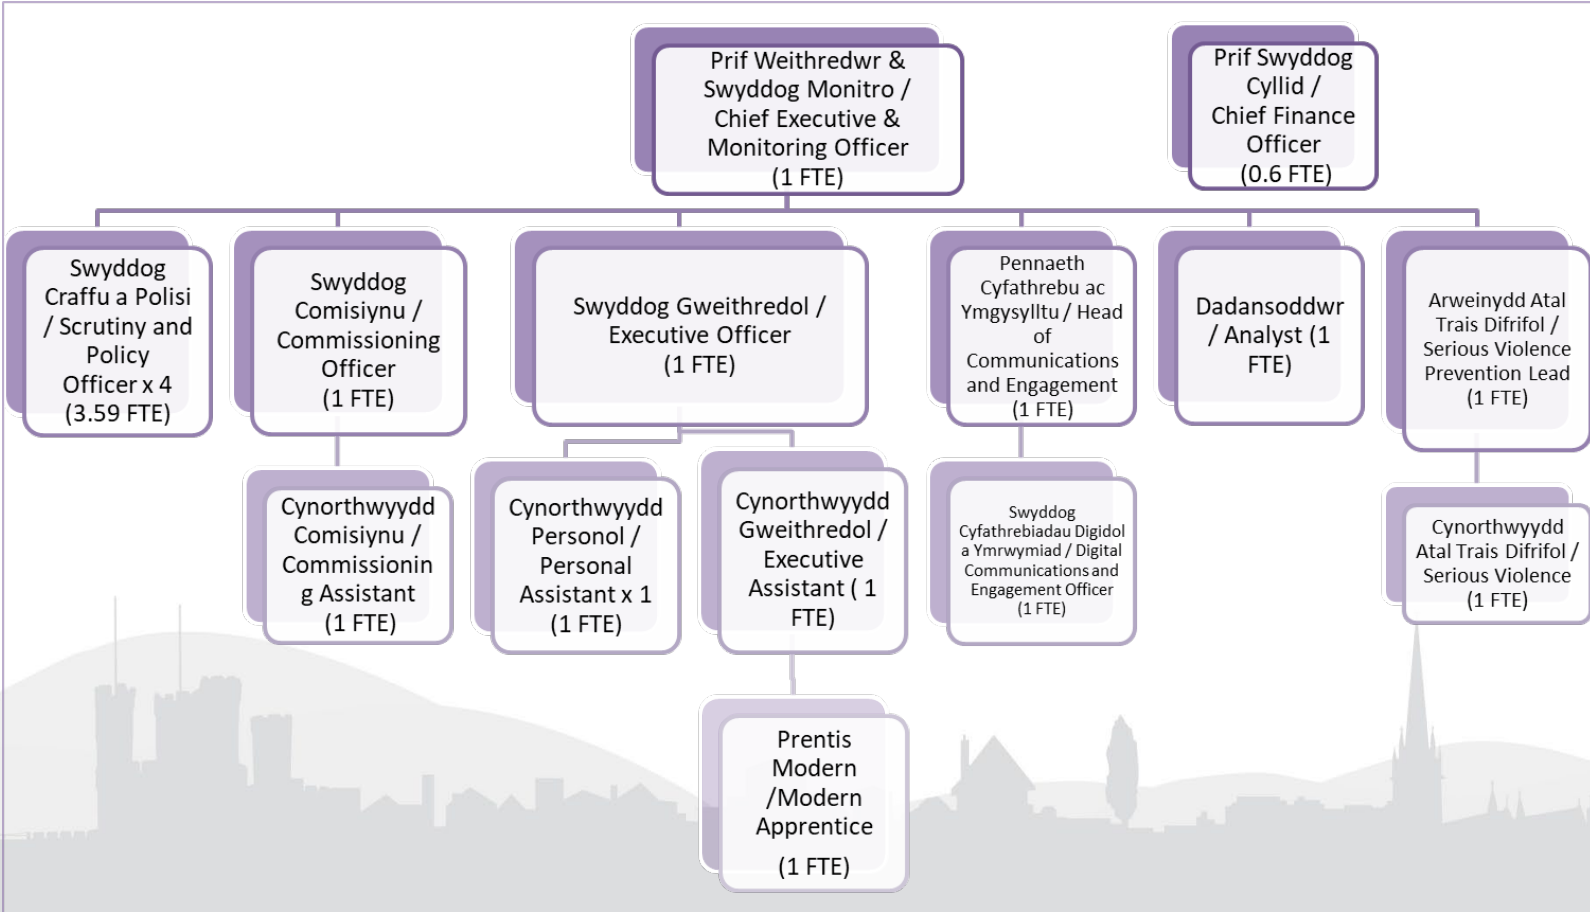 Prif Weithredwr &
Swyddog Monitro /
Chief Executive &
Monitoring Officer
(1 FTE)
Prif Swyddog
Cyllid /
Chief Finance
Officer
(0.6 FTE)
Swyddog
Craffu a Polisi
/ Scrutiny and
Policy
Officer x 4
(3.59 FTE)
Swyddog
Comisiynu /
Commissioning
Officer
(1 FTE)
Swyddog Gweithredol /
Executive Officer
(1 FTE)
Pennaeth
Cyfathrebu ac
Ymgysylltu / Head
of
Communications
and Engagement
(1 FTE)
Dadansoddwr
/ Analyst (1
FTE)
Arweinydd Atal
Trais Difrifol /
Serious Violence
Prevention Lead
(1 FTE)
Cynorthwyydd
Comisiynu /
Commissionin
g Assistant
(1 FTE)
Cynorthwyydd
Personol /
Personal
Assistant x 1
(1 FTE)
Cynorthwyydd
Gweithredol /
Executive
Assistant ( 1
FTE)
Swyddog
Cyfathrebiadau Digidol
a Ymrwymiad / Digital
Communications and
Engagement Officer
(1 FTE)
Cynorthwyydd
Atal Trais Difrifol /
Serious Violence
(1 FTE)
Prentis
Modern
/Modern
Apprentice
(1 FTE)